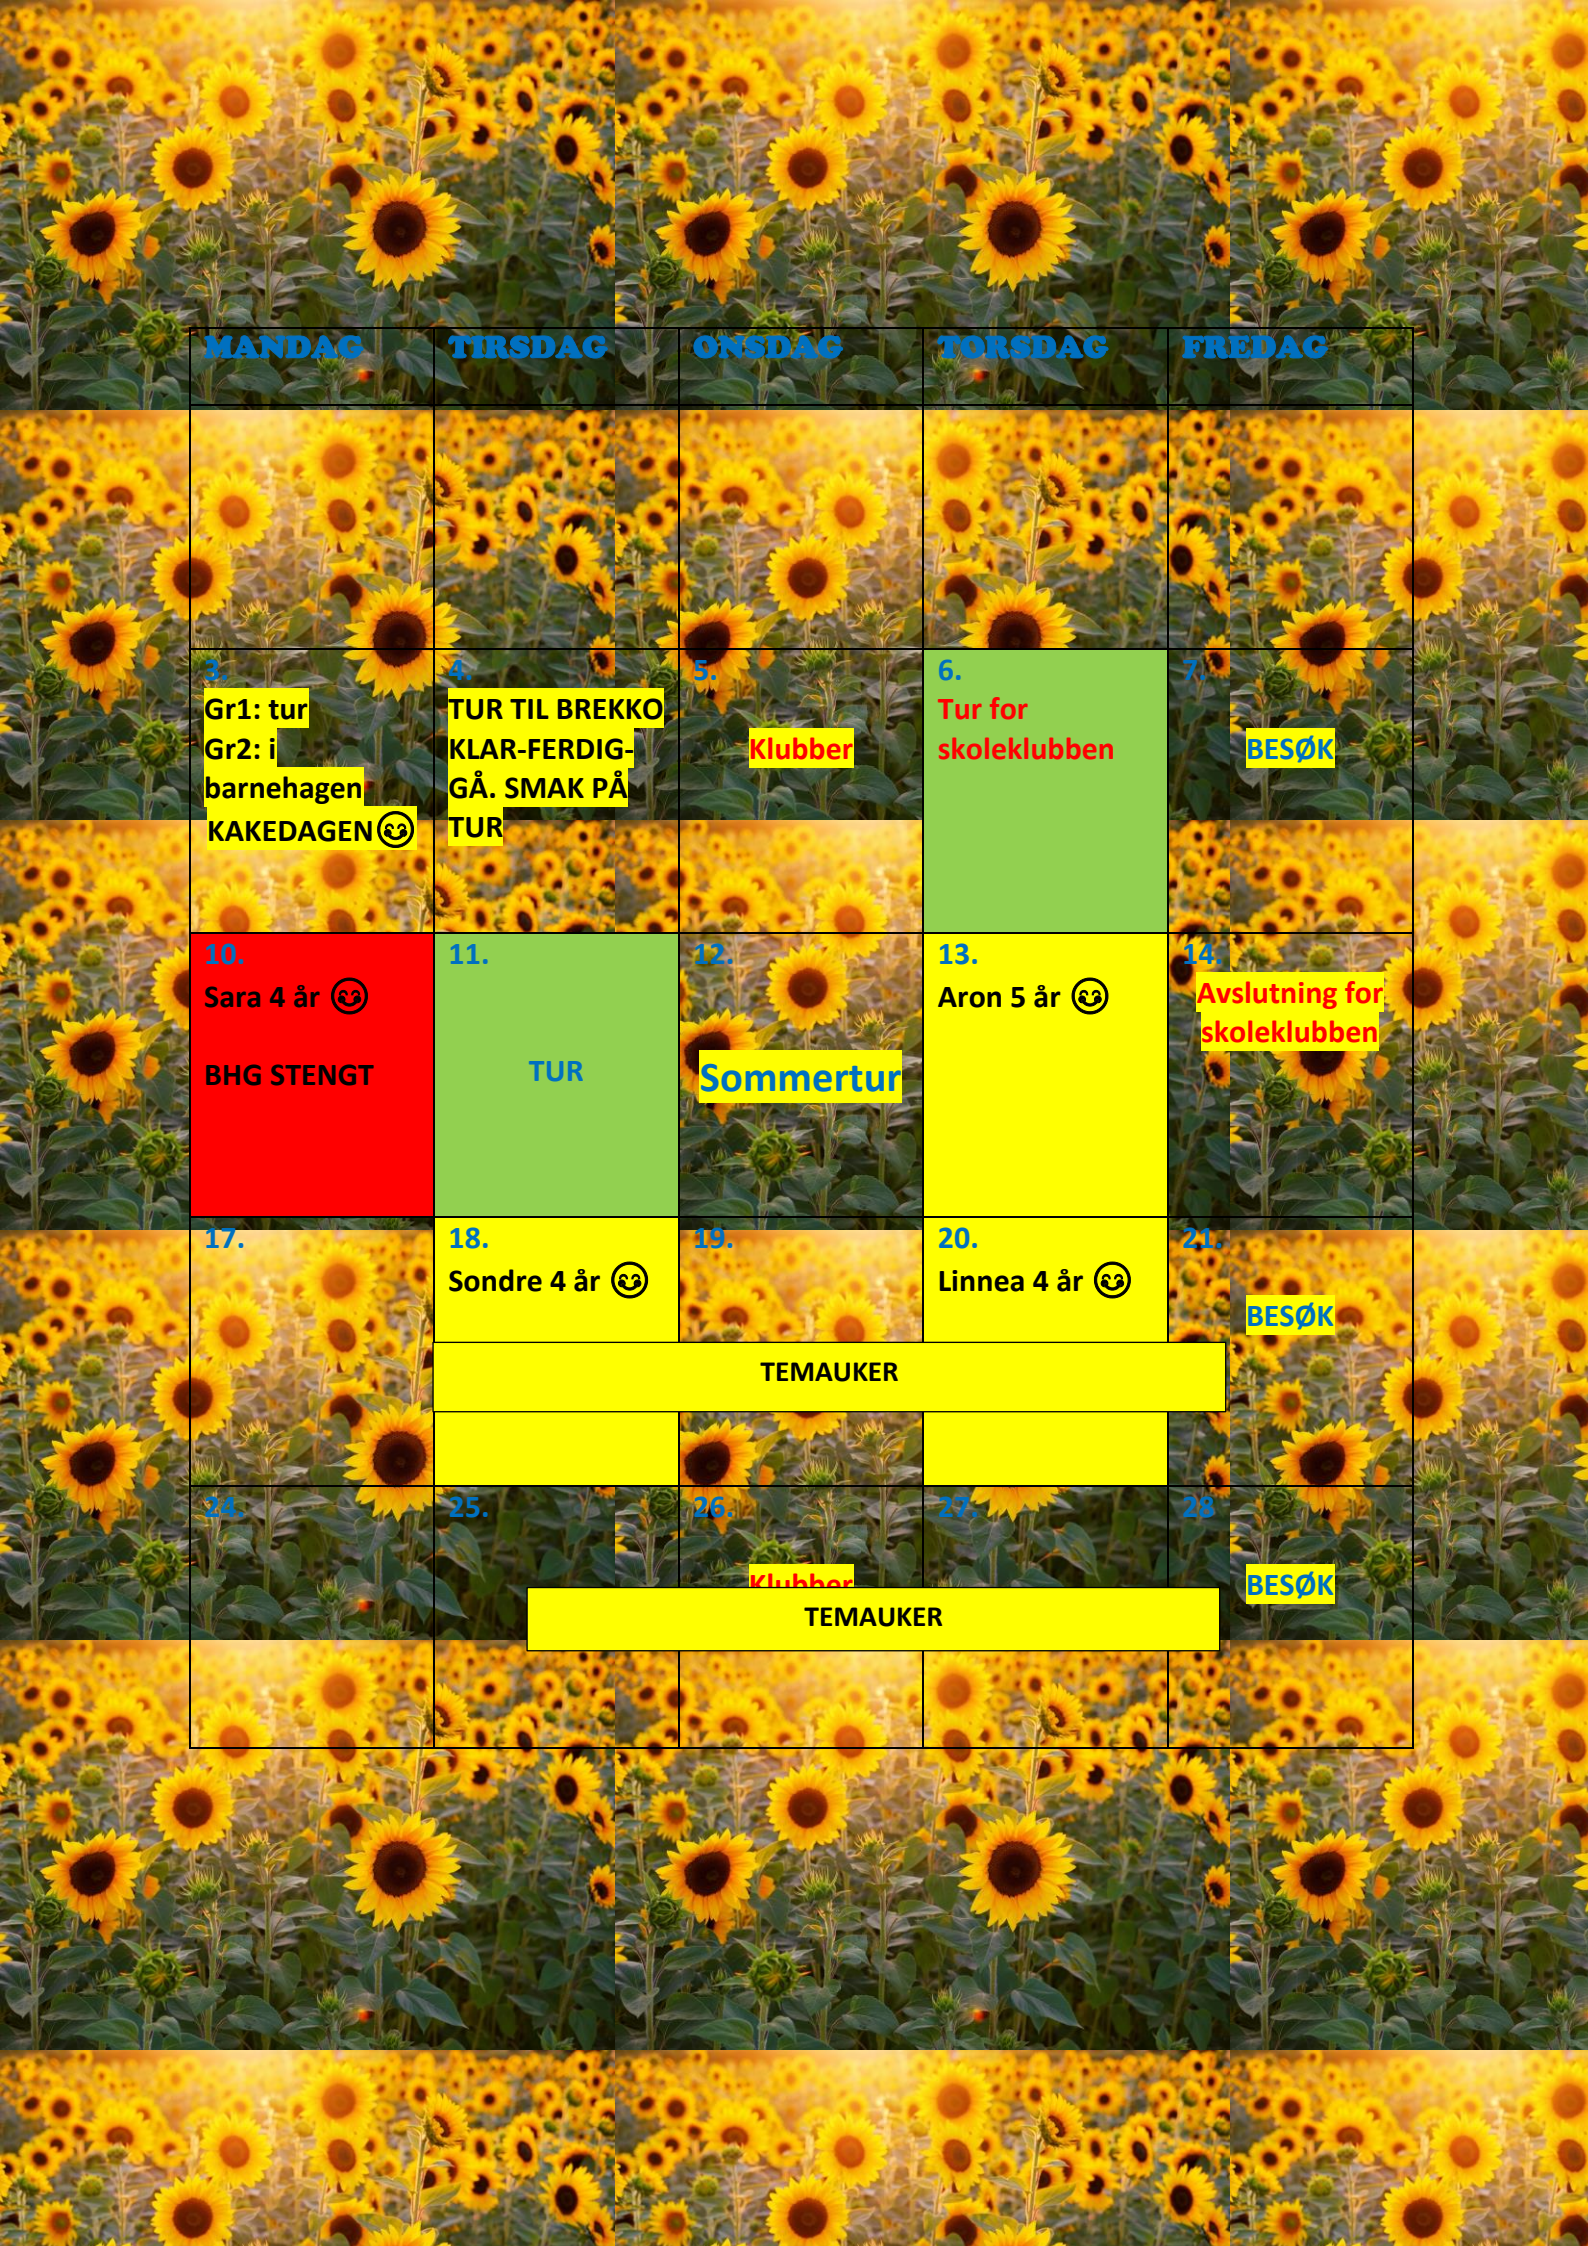 MANDAG TIRSDAG ONSDAG TORSDAG FREDAG
3.
Gr1: tur
Gr2: i
barnehagen
KAKEDAGEN😊
4.
TUR TIL BREKKO
KLAR-FERDIG-
GÅ. SMAK PÅ
TUR
5.
Klubber
6.
Tur for
skoleklubben
7.
BESØK
10.
Sara 4 år 😊
BHG STENGT
11.
TUR
12.
Sommertur
13.
Aron 5 år 😊
14.
Avslutning for
skoleklubben
17.
18.
Sondre 4 år 😊
19.
20.
Linnea 4 år 😊
21.
BESØK
TEMAUKER
24.
25.
26.
Klubber
27.
28
BESØK
TEMAUKER